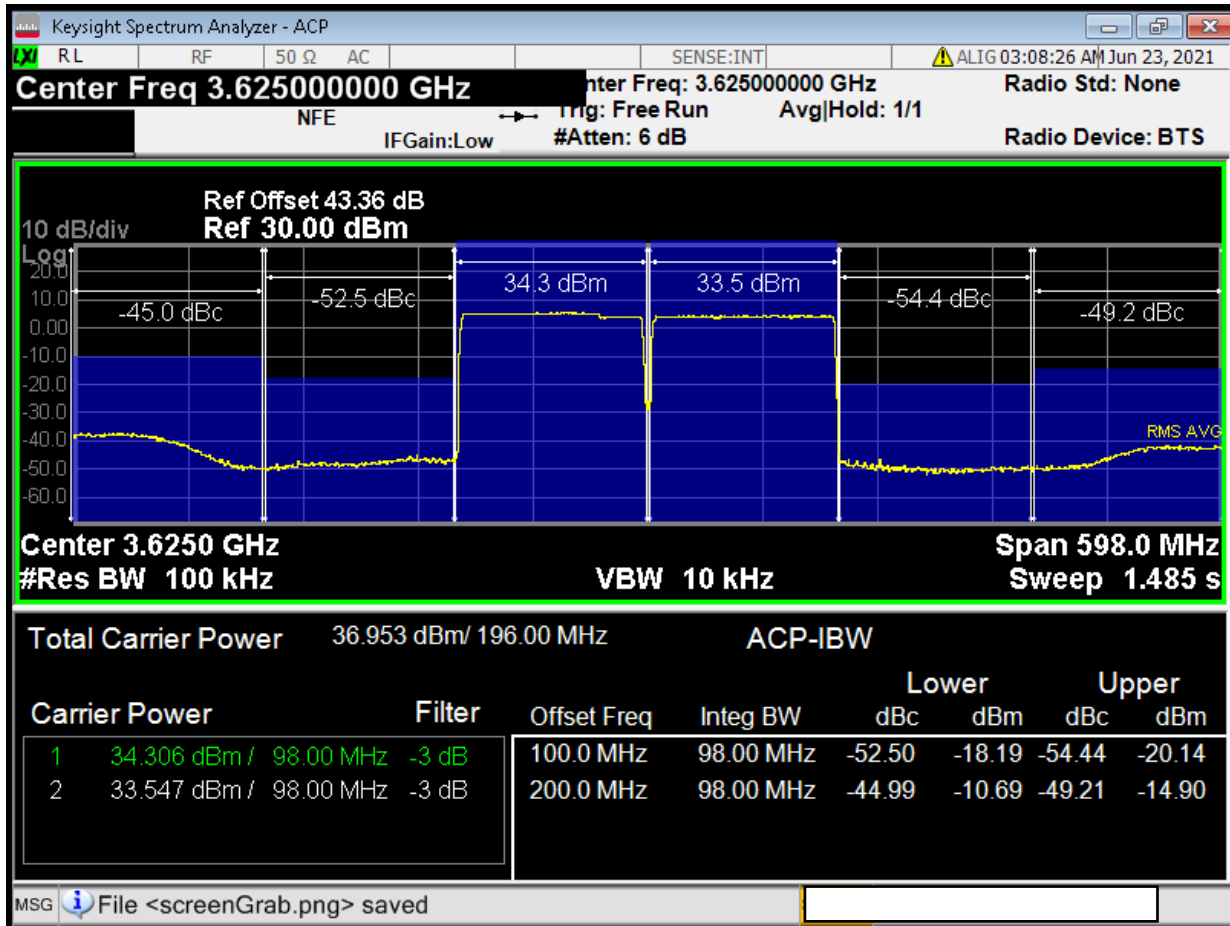 Keysight Spectrum Analyzer - ACP
LXI RL RF 50 Ω AC SENSE:INT ALIG 03:08:26 AM Jun 23, 2021
Center Freq 3.625000000 GHz
nter Freq: 3.625000000 GHz Radio Std: None
NFE Trig: Free Run Avg|Hold: 1/1
IFGain:Low #Atten: 6 dB Radio Device: BTS
Ref Offset 43.36 dB
10 dB/div Ref 30.00 dBm
Log
20.0
10.0
0.00
-10.0
-20.0
-30.0
-40.0
-50.0
-60.0
-45.0 dBc -52.5 dBc 34.3 dBm 33.5 dBm -54.4 dBc -49.2 dBc
RMS AVG
Center 3.6250 GHz Span 598.0 MHz
#Res BW 100 kHz VBW 10 kHz Sweep 1.485 s
Total Carrier Power 36.953 dBm/ 196.00 MHz ACP-IBW
Lower Upper
Carrier Power Filter Offset Freq Integ BW dBc dBm dBc dBm
1 34.306 dBm / 98.00 MHz -3 dB 100.0 MHz 98.00 MHz -52.50 -18.19 -54.44 -20.14
2 33.547 dBm / 98.00 MHz -3 dB 200.0 MHz 98.00 MHz -44.99 -10.69 -49.21 -14.90
MSG File <screenGrab.png> saved